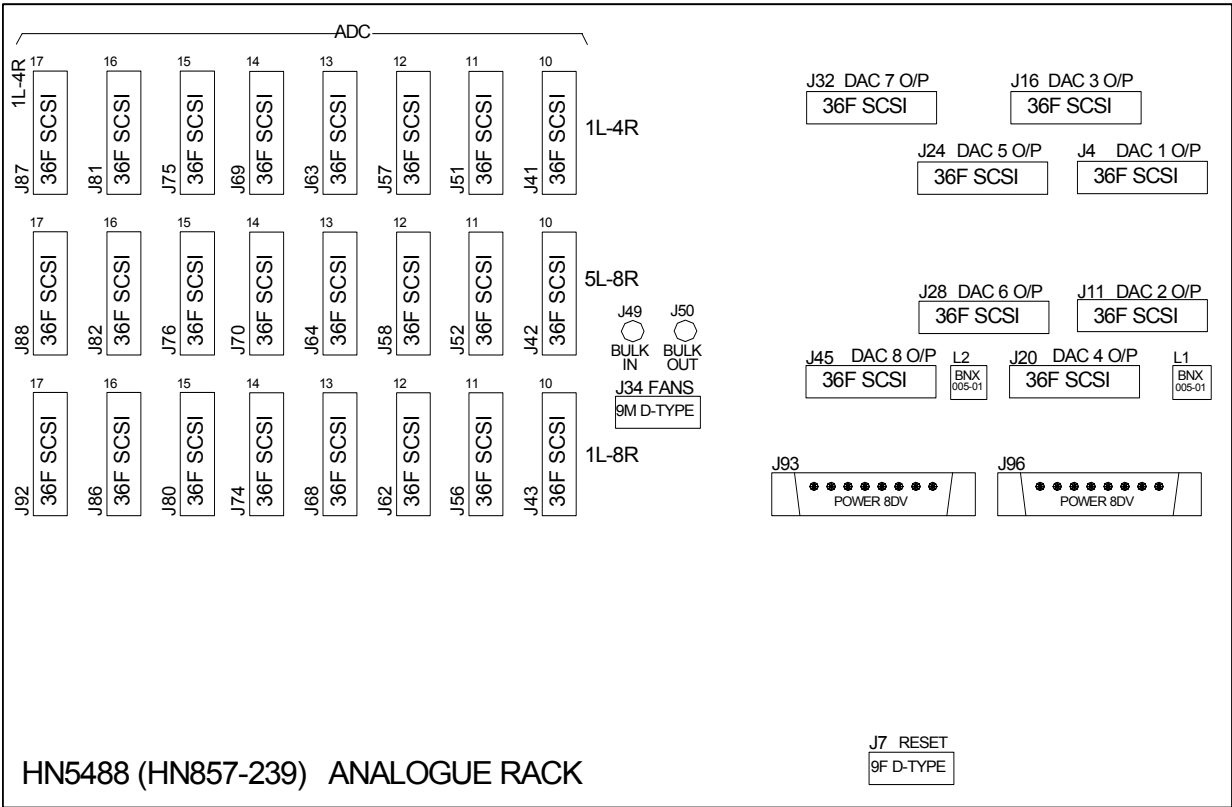 ADC
1L-4R
17 16 15 14 13 12 11 10
J87 36F SCSI
J81 36F SCSI
J75 36F SCSI
J69 36F SCSI
J63 36F SCSI
J57 36F SCSI
J51 36F SCSI
J41 36F SCSI
1L-4R
17 16 15 14 13 12 11 10
J88 36F SCSI
J82 36F SCSI
J76 36F SCSI
J70 36F SCSI
J64 36F SCSI
J58 36F SCSI
J52 36F SCSI
J42 36F SCSI
5L-8R
17 16 15 14 13 12 11 10
J92 36F SCSI
J86 36F SCSI
J80 36F SCSI
J74 36F SCSI
J68 36F SCSI
J62 36F SCSI
J56 36F SCSI
J43 36F SCSI
1L-8R
J49
BULK
IN
J50
BULK
OUT
J34 FANS
9M D-TYPE
J32 DAC 7 O/P
36F SCSI
J16 DAC 3 O/P
36F SCSI
J24 DAC 5 O/P
36F SCSI
J4 DAC 1 O/P
36F SCSI
J28 DAC 6 O/P
36F SCSI
J11 DAC 2 O/P
36F SCSI
J45 DAC 8 O/P
36F SCSI
L2
BNX
005-01
J20 DAC 4 O/P
36F SCSI
L1
BNX
005-01
J93
POWER 8DV
J96
POWER 8DV
J7 RESET
9F D-TYPE
HN5488 (HN857-239) ANALOGUE RACK